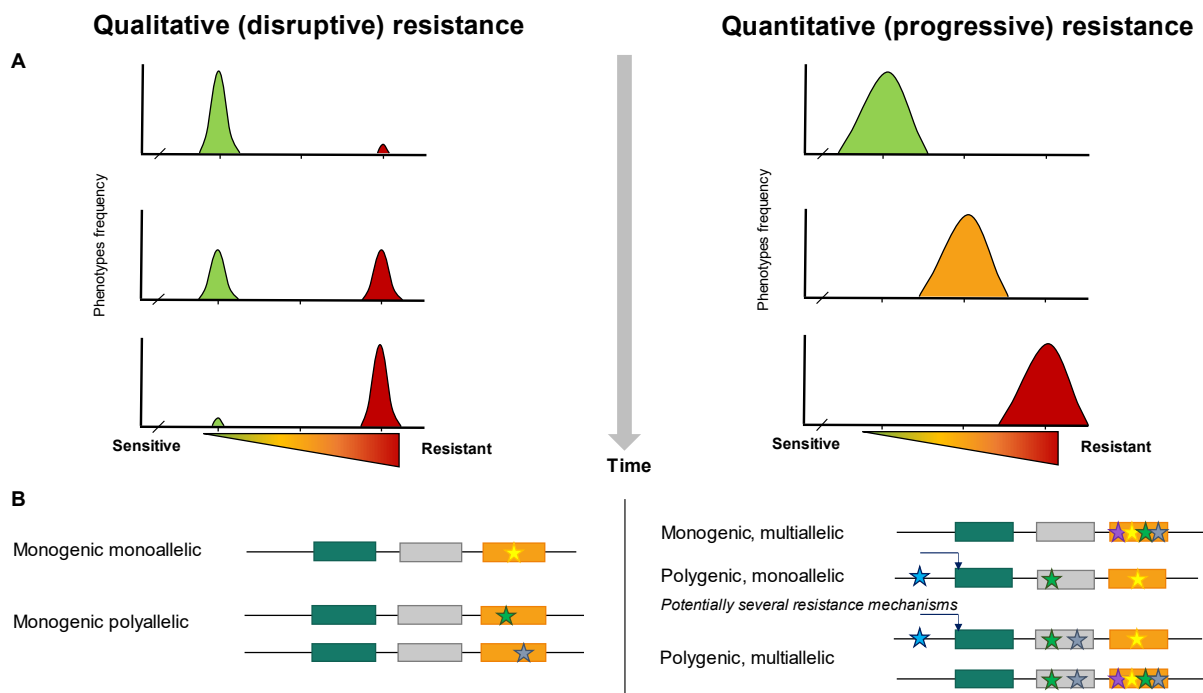 Qualitative (disruptive) resistance
Quantitative (progressive) resistance
A
Phenotypes frequency
Phenotypes frequency
Sensitive
Resistant
Sensitive
Resistant
Time
B
Monogenic monoallelic
Monogenic polyallelic
Monogenic, multiallelic
Polygenic, monoallelic
Potentially several resistance mechanisms
Polygenic, multiallelic